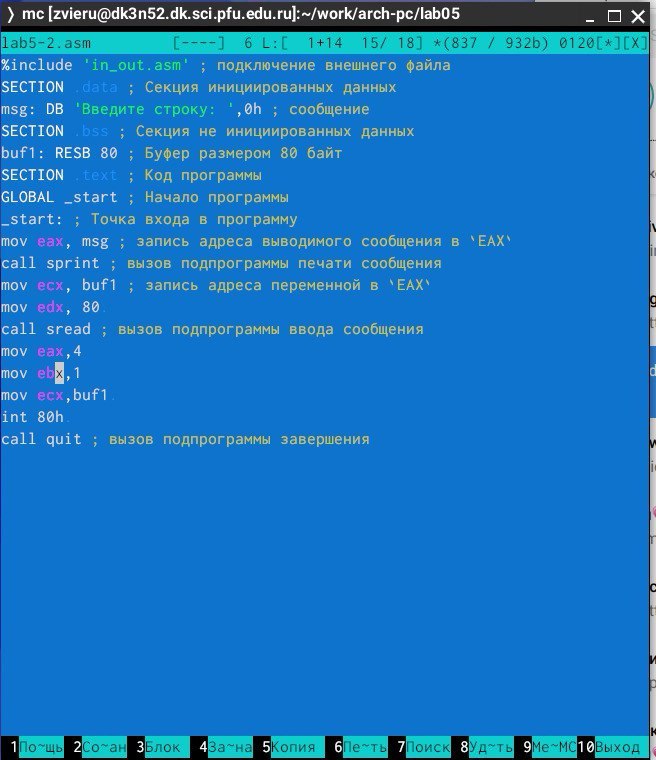 ❭ mc [zvieru@dk3n52.dk.sci.pfu.edu.ru]:~/work/arch-pc/lab05
lab5-2.asm [----] 6 L:[ 1+14 15/ 18] *(837 / 932b) 0120[*][X]
%include 'in_out.asm' ; подключение внешнего файла
SECTION .data ; Секция инициированных данных
msg: DB 'Введите строку: ',0h ; сообщение
SECTION .bss ; Секция не инициированных данных
buf1: RESB 80 ; Буфер размером 80 байт
SECTION .text ; Код программы
GLOBAL _start ; Начало программы
_start: ; Точка входа в программу
mov eax, msg ; запись адреса выводимого сообщения в `EAX`
call sprint ; вызов подпрограммы печати сообщения
mov ecx, buf1 ; запись адреса переменной в `EAX`
mov edx, 80
call sread ; вызов подпрограммы ввода сообщения
mov eax,4
mov ebx,1
mov ecx,buf1
int 80h
call quit ; вызов подпрограммы завершения
1По~щь 2Со~ан 3Блок 4За~на 5Копия 6Пе~ть 7Поиск 8Уд~ть 9Ме~МС 10Выход